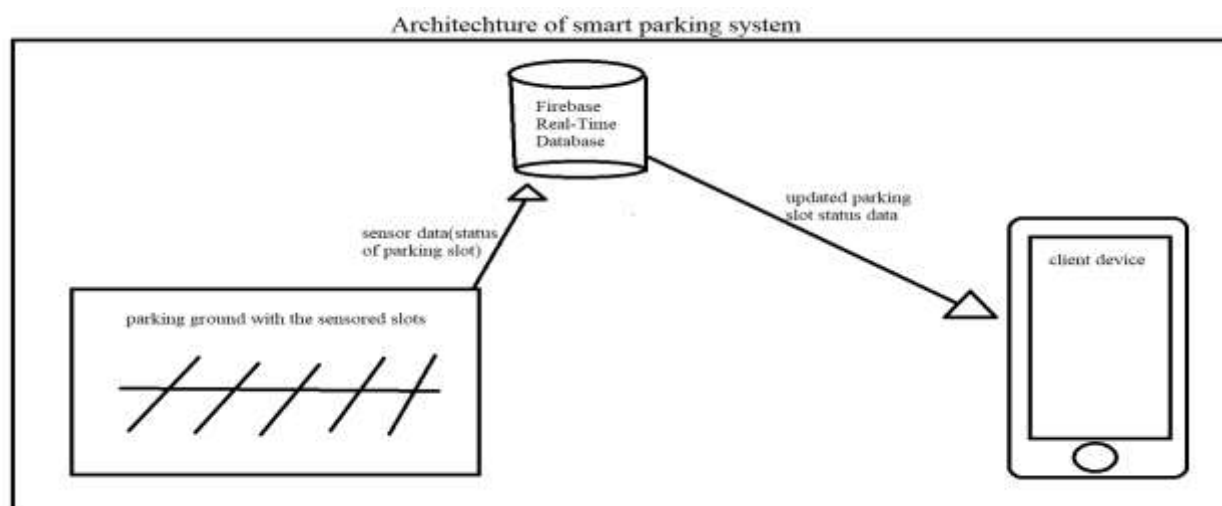 Architechture of smart parking system
Firebase
Real-Time
Database
updated parking
slot status data
sensor data(status
of parking slot)
client device
parking ground with the sensored slots